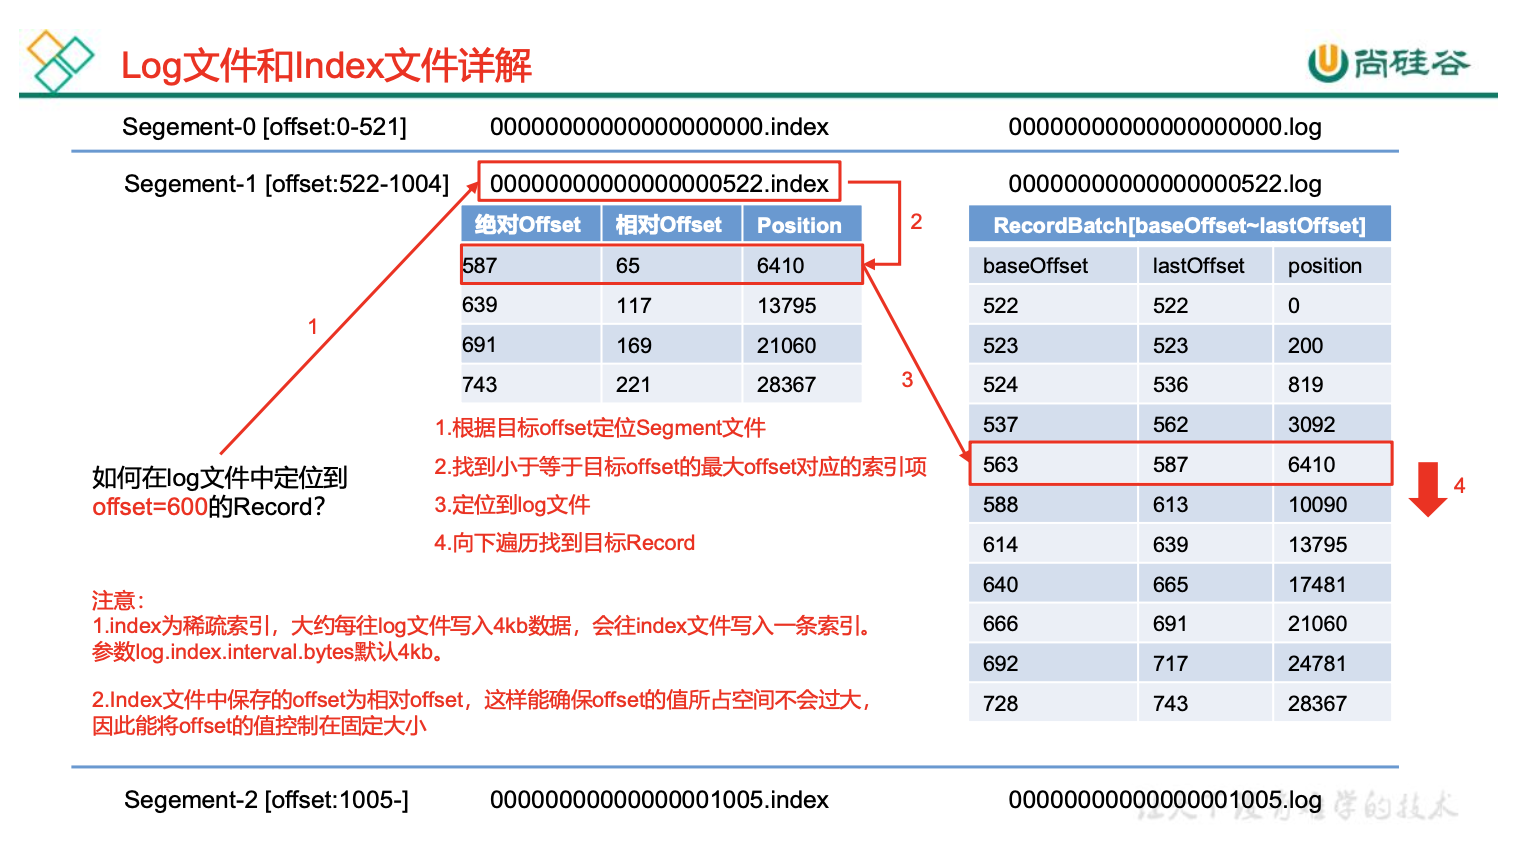 Log文件和Index文件详解
尚硅谷
Segement-0 [offset:0-521]
00000000000000000000.index
00000000000000000000.log
Segement-1 [offset:522-1004]
00000000000000000522.index
00000000000000000522.log
绝对Offset 相对Offset Position
587 65 6410
639 117 13795
691 169 21060
743 221 28367
1
2
3
RecordBatch[baseOffset~lastOffset]
baseOffset lastOffset position
522 522 0
523 523 200
524 536 819
537 562 3092
563 587 6410
588 613 10090
614 639 13795
640 665 17481
666 691 21060
692 717 24781
728 743 28367
4
1.根据目标offset定位Segment文件
2.找到小于等于目标offset的最大offset对应的索引项
3.定位到log文件
4.向下遍历找到目标Record
如何在log文件中定位到
offset=600的Record？
注意：
1.index为稀疏索引，大约每往log文件写入4kb数据，会往index文件写入一条索引。
参数log.index.interval.bytes默认4kb。
2.Index文件中保存的offset为相对offset，这样能确保offset的值所占空间不会过大，
因此能将offset的值控制在固定大小
Segement-2 [offset:1005-]
00000000000000001005.index
00000000000000001005.log
学的技术